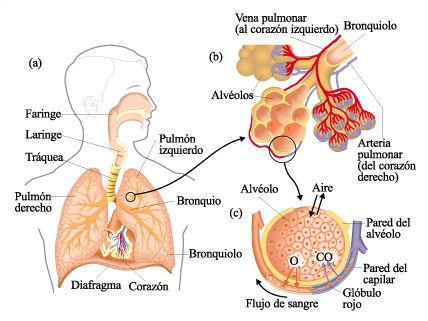 (a)
Faringe
Laringe
Tráquea
Pulmón
izquierdo
Pulmón
derecho
Bronquio
Bronquiolo
Diafragma
Corazón
Vena pulmonar
(al corazón izquierdo)
Bronquiolo
(b)
Alvéolos
Arteria
pulmonar
(del corazón
derecho)
Alvéolo
Aire
(c)
Pared del
alvéolo
O
CO
Pared del
capilar
Glóbulo
rojo
Flujo de sangre